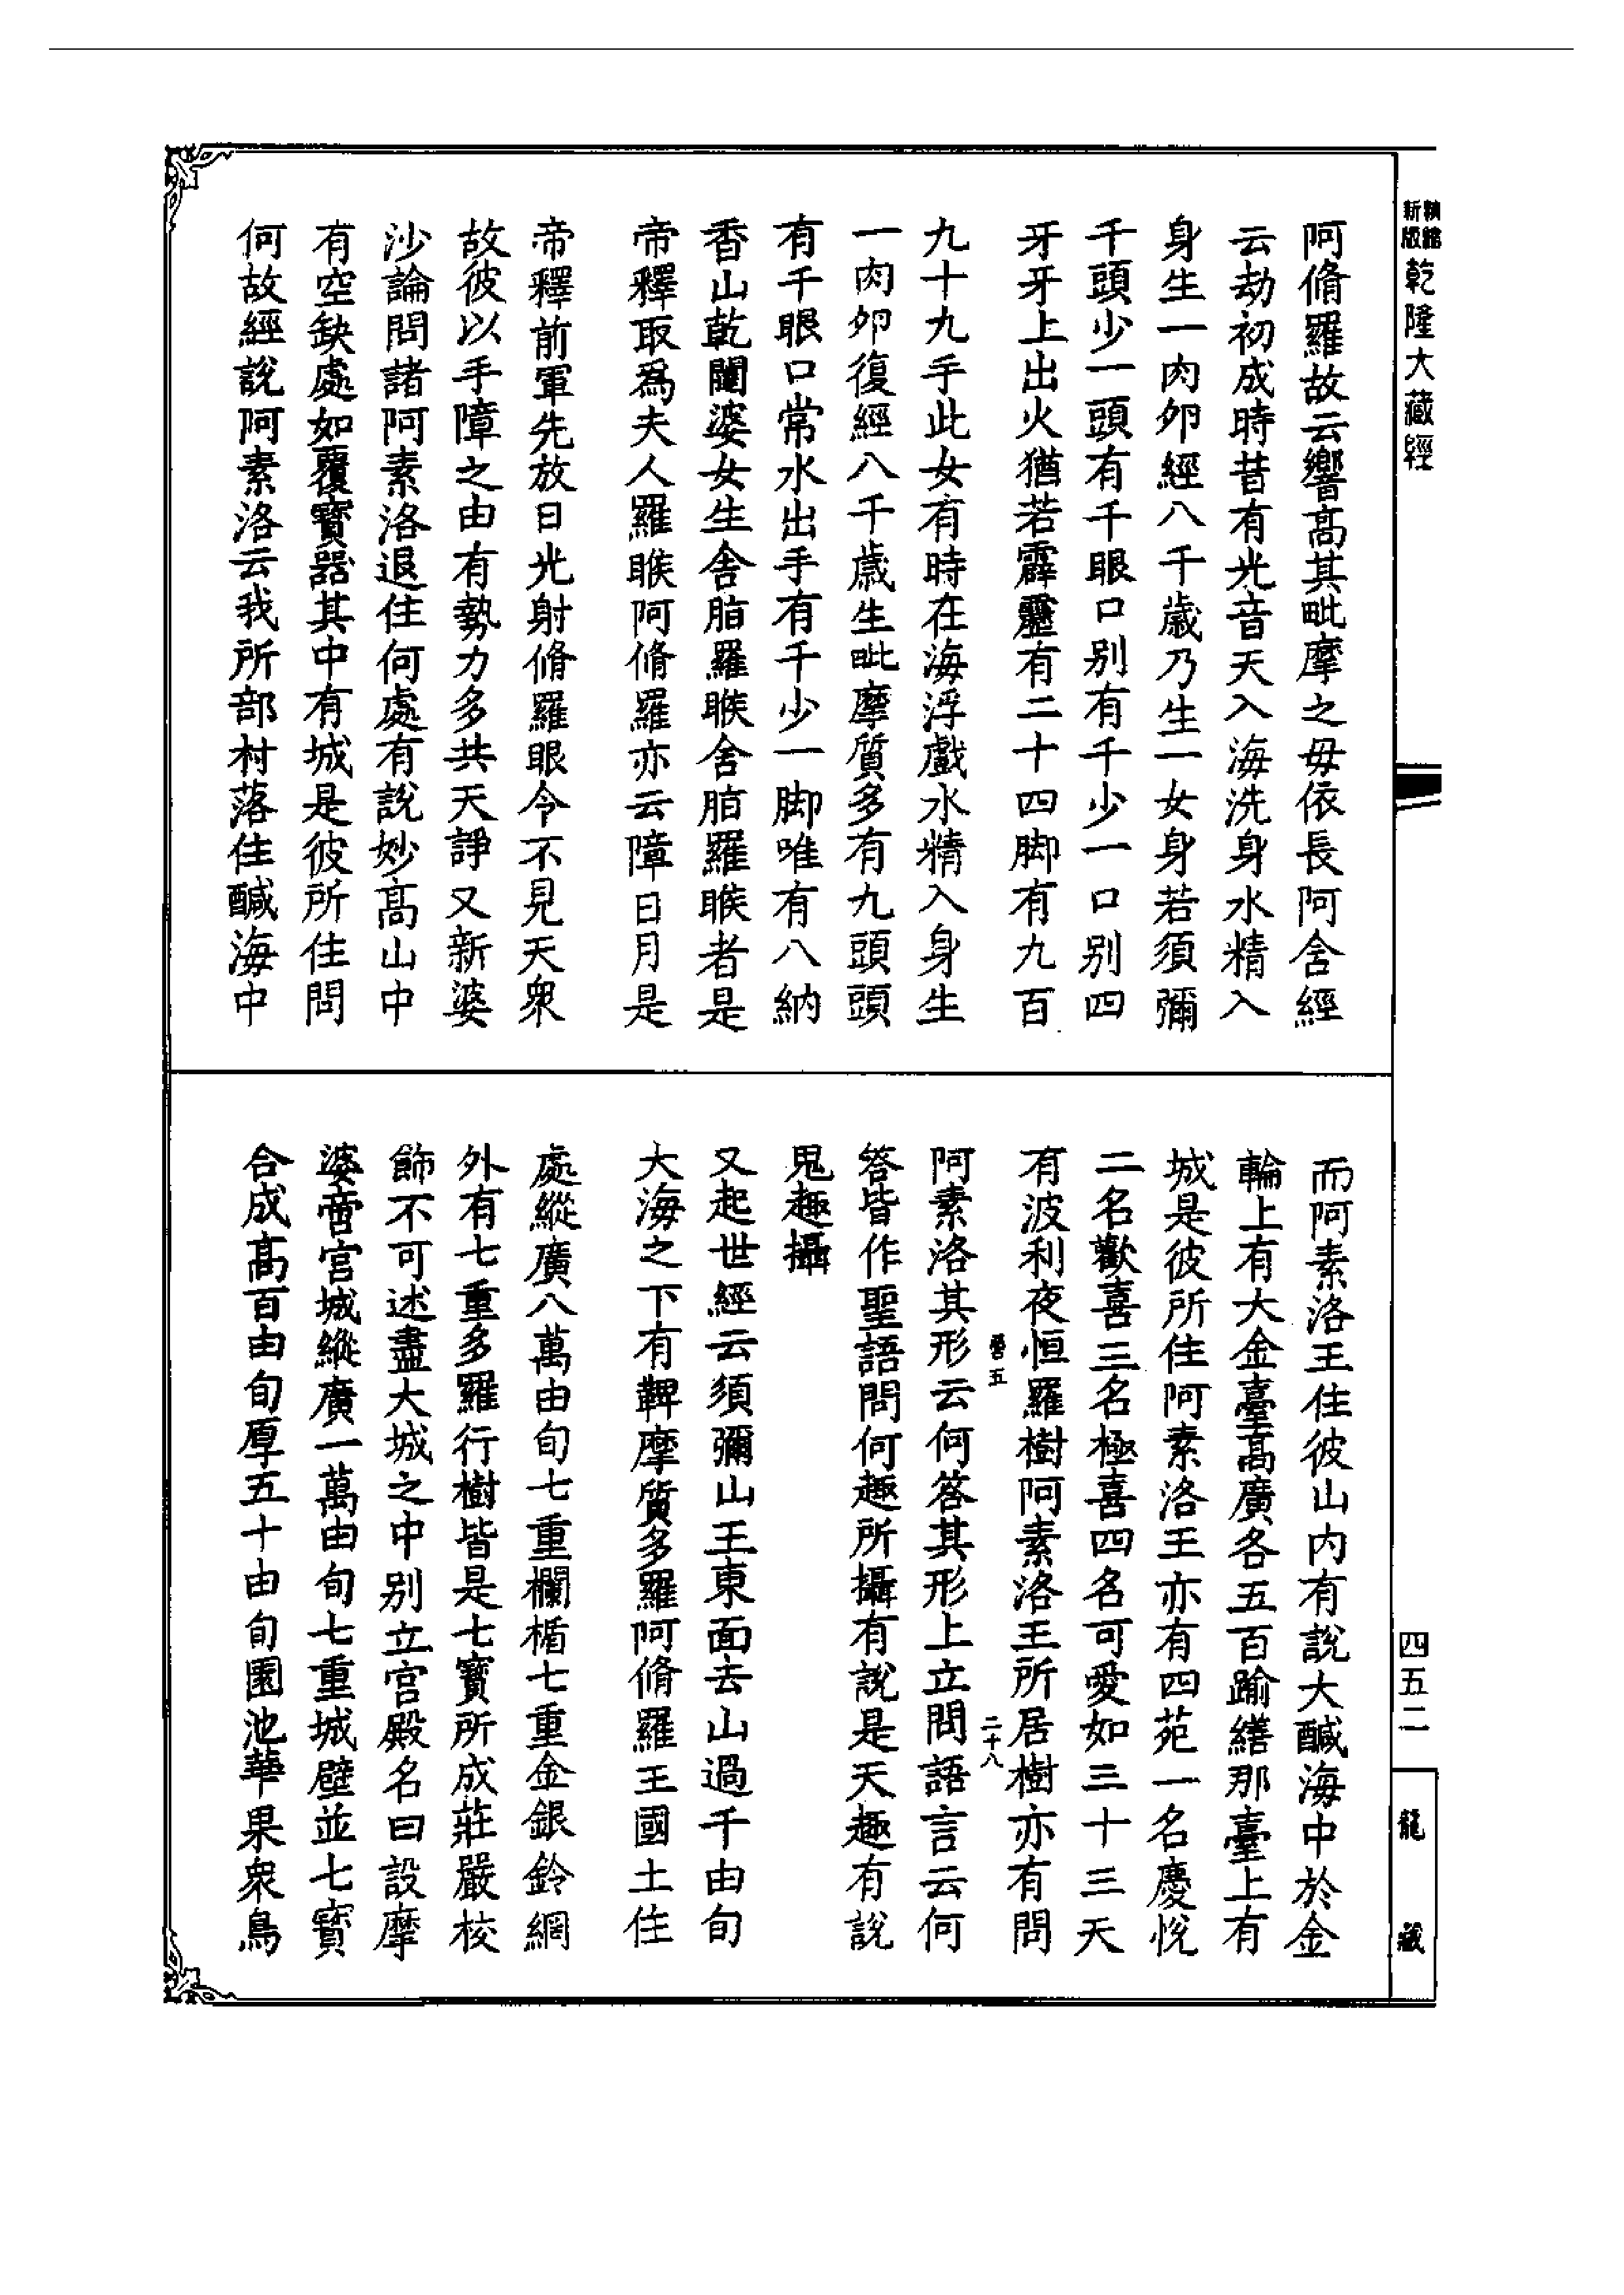 新版精縮乾隆大藏經
阿脩羅故云響高其毗摩之毋依長阿含經
云劫初成時昔有光音天入海洗身水精入
身生一肉卵經八千歲乃生一女身若須彌
千頭少一頭有千眼口别有千少一口别四
牙牙上出火猶若霹靂有二十四脚有九百
九十九手此女有時在海浮戲水精入身生
一肉卵復經八千歲生毗摩質多有九頭頭
有千眼口常水出手有千少一脚唯有八納
香山乾闥婆女生舍脂羅睺舍脂羅睺者是
帝釋取爲夫人羅睺阿脩羅亦云障日月是
帝釋前軍先放日光射脩羅眼令不見天衆
故彼以手障之由有勢力多共天諍又新婆
沙論問諸阿素洛退住何處有說妙高山中
有空缺處如覆寶器其中有城是彼所住問
何故經說阿素洛云我所部村落住鹹海中
而阿素洛王住彼山内有說大鹹海中於金
輪上有大金臺高廣各五百踰繕那臺上有
城是彼所住阿素洛王亦有四苑一名慶悅
二名歡喜三名極喜四名可愛如三十三天
有波利夜恒羅樹阿素洛王所居樹亦有問
五 二十八
阿素洛其形云何答其形上立問語言云何
答皆作聖語問何趣所攝有說是天趣有說
鬼趣攝
又起世經云須彌山王東面去山過千由旬
大海之下有鞞摩質多羅阿脩羅王國土住
處縱廣八萬由旬七重欄楯七重金銀鈴網
外有七重多羅行樹皆是七寶所成莊嚴校
飾不可述盡大城之中别立宮殿名曰設摩
婆帝宮城縱廣一萬由旬七重城壁並七寶
合成高百由旬厚五十由旬園池華果衆鳥
四五二
龍藏